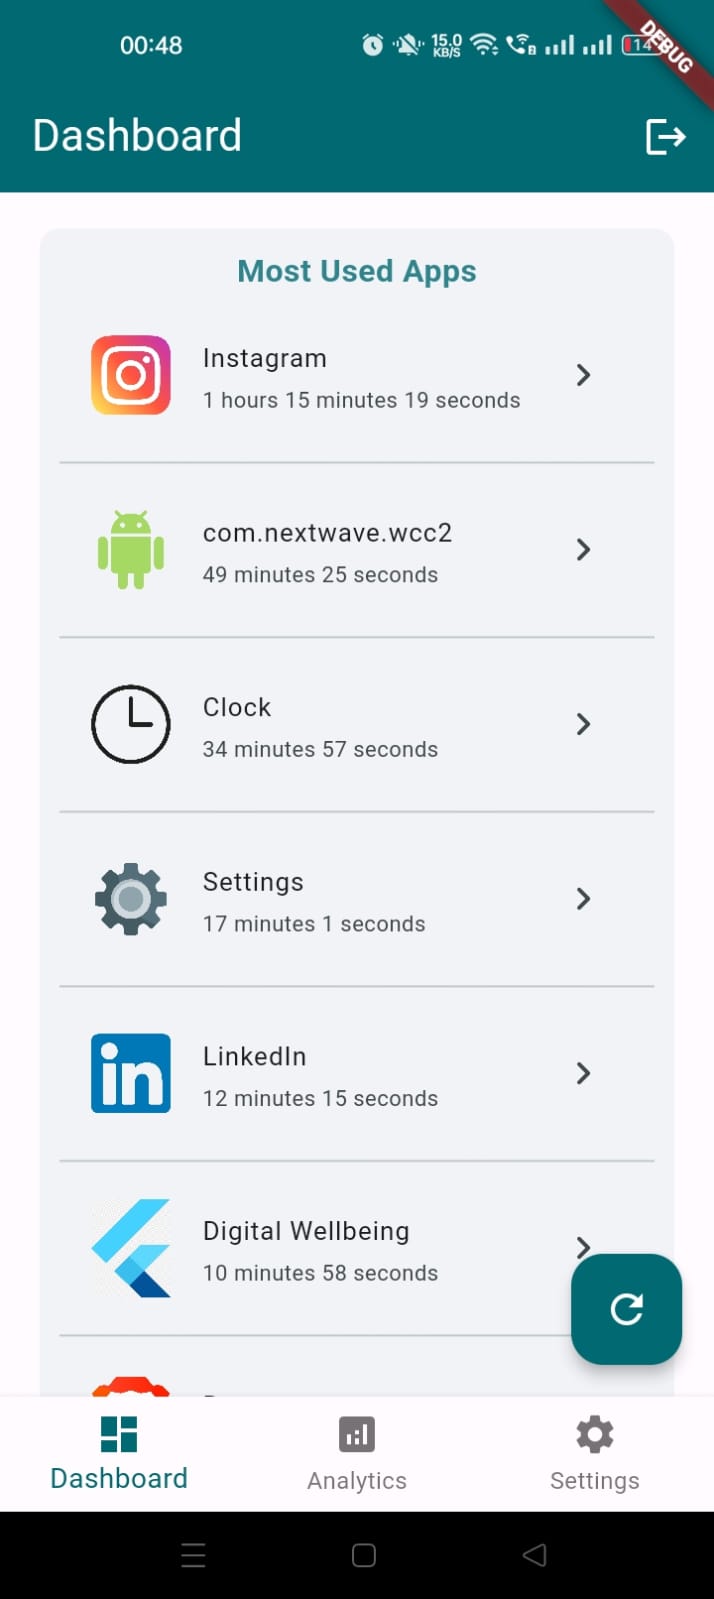 00:48
15.0
KB/S
2
14
DEBUG
Dashboard
Most Used Apps
Instagram
1 hours 15 minutes 19 seconds
com.nextwave.wcc2
49 minutes 25 seconds
Clock
34 minutes 57 seconds
Settings
17 minutes 1 seconds
in
LinkedIn
12 minutes 15 seconds
Digital Wellbeing
10 minutes 58 seconds
Dashboard
Analytics
Settings